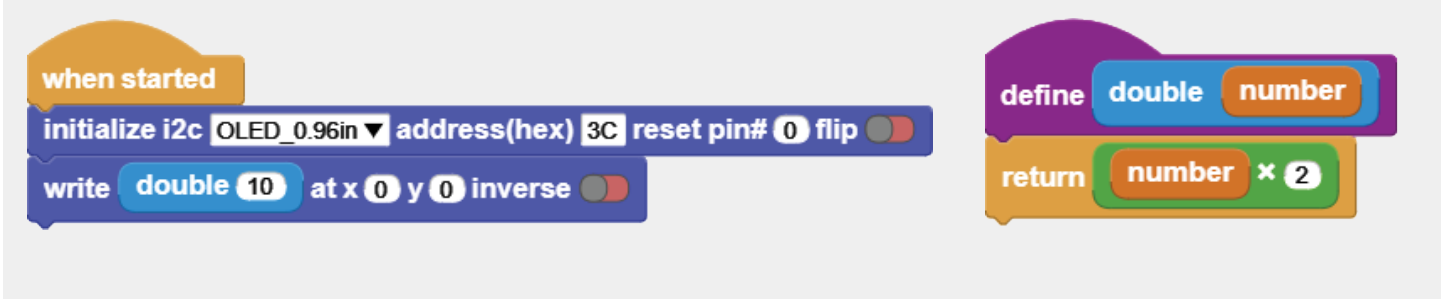 when started
initialize i2c OLED_0.96in ▼ address(hex) 3C reset pin# 0 flip
write double 10 at x 0 y 0 inverse
define double number
return number × 2